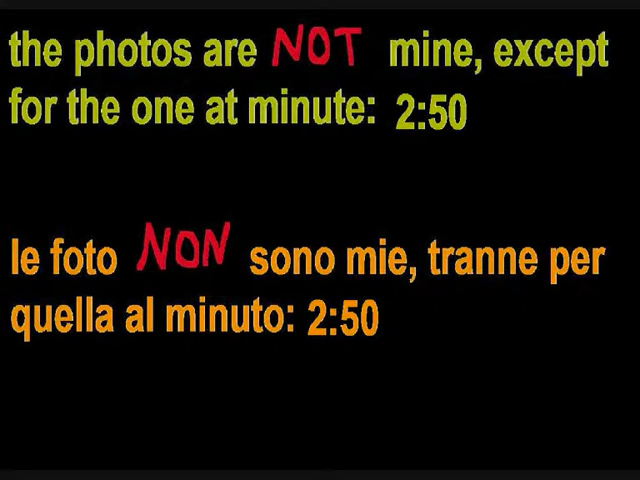 the photos are NOT mine, except
for the one at minute: 2:50
le foto NON sono mie, tranne per
quella al minuto: 2:50